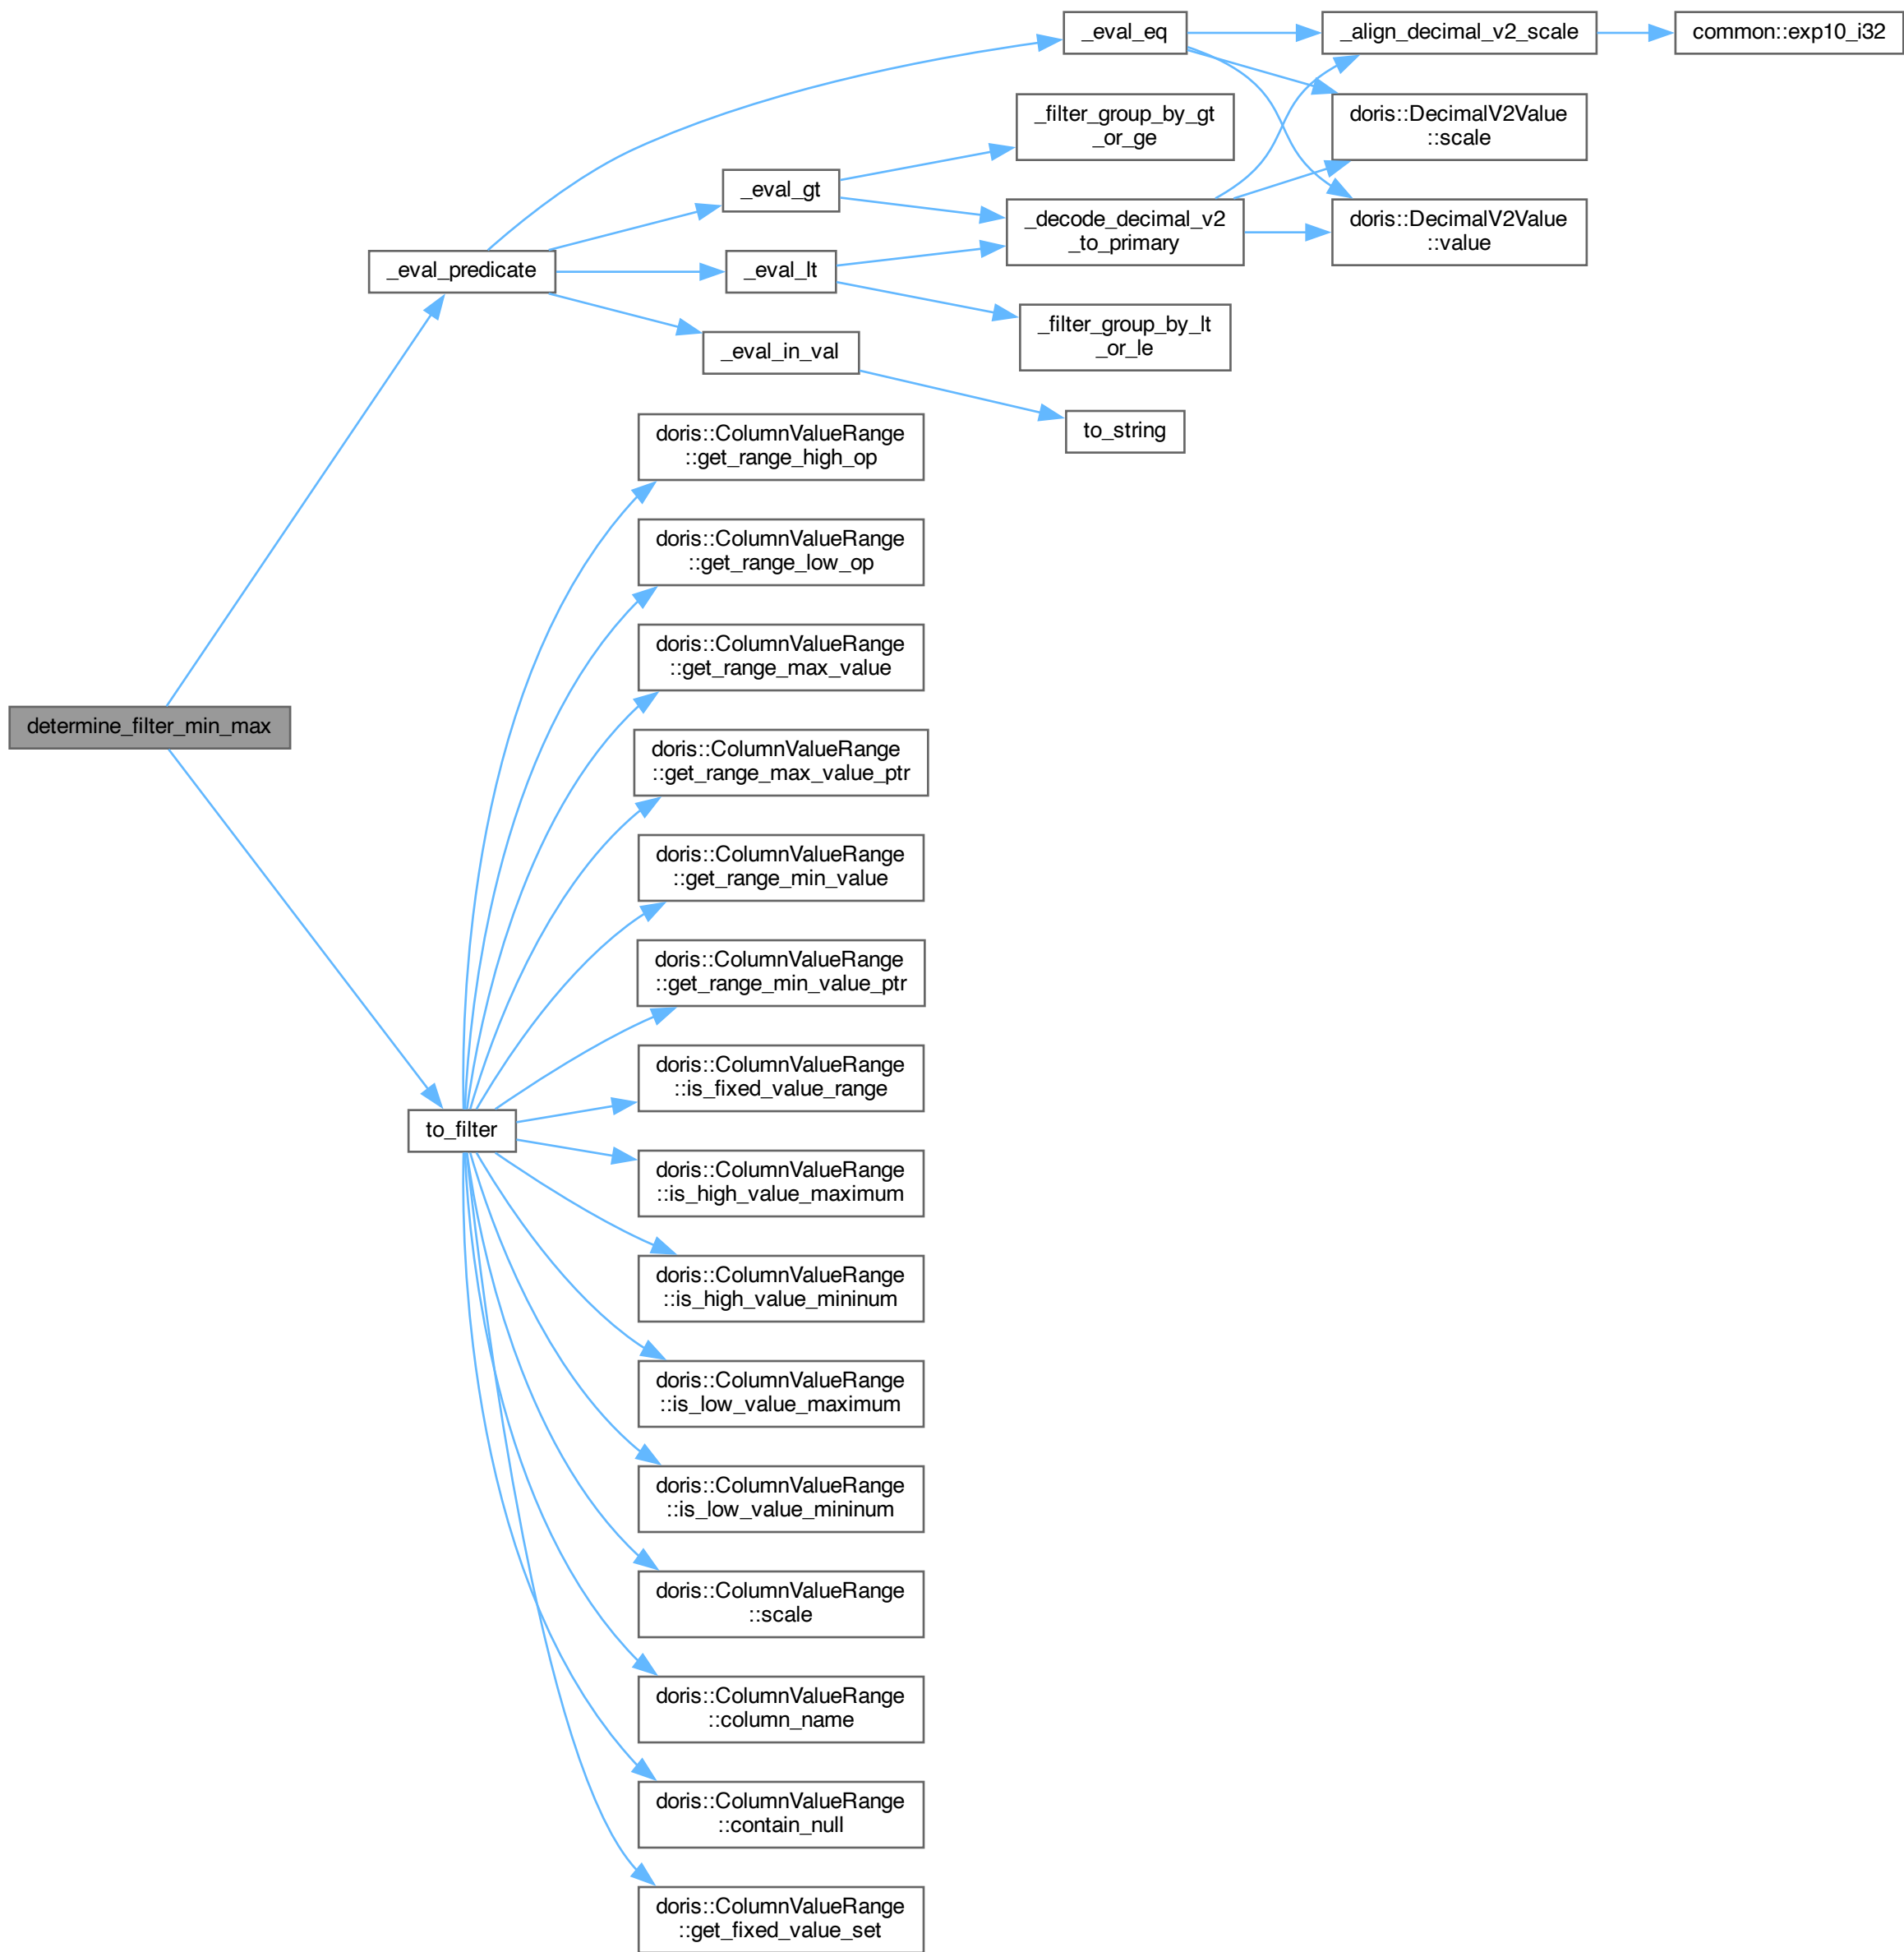 determine_filter_min_max
_eval_predicate
_eval_eq
_align_decimal_v2_scale
common::exp10_i32
doris::DecimalV2Value
::scale
doris::DecimalV2Value
::value
_eval_gt
_filter_group_by_gt
_or_ge
_decode_decimal_v2
_to_primary
_eval_lt
_filter_group_by_lt
_or_le
_eval_in_val
to_string
to_filter
doris::ColumnValueRange
::get_range_high_op
doris::ColumnValueRange
::get_range_low_op
doris::ColumnValueRange
::get_range_max_value
doris::ColumnValueRange
::get_range_max_value_ptr
doris::ColumnValueRange
::get_range_min_value
doris::ColumnValueRange
::get_range_min_value_ptr
doris::ColumnValueRange
::is_fixed_value_range
doris::ColumnValueRange
::is_high_value_maximum
doris::ColumnValueRange
::is_high_value_mininum
doris::ColumnValueRange
::is_low_value_maximum
doris::ColumnValueRange
::is_low_value_mininum
doris::ColumnValueRange
::scale
doris::ColumnValueRange
::column_name
doris::ColumnValueRange
::contain_null
doris::ColumnValueRange
::get_fixed_value_set